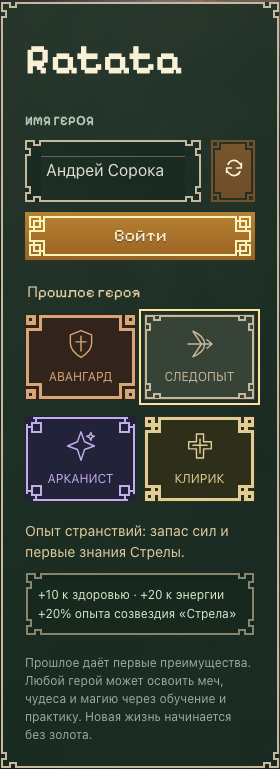 Ratata
ИМЯ ГЕРОЯ
Андрей Сорока
Войти
Прошлое героя
АВАНГАРД
СЛЕДОПЫТ
АРКАНИСТ
КЛИРИК
Опыт странствий: запас сил и
первые знания Стрелы.
+10 к здоровью · +20 к энергии
+20% опыта созвездия «Стрела»
Прошлое даёт первые преимущества.
Любой герой может освоить меч,
чудеса и магию через обучение и
практику. Новая жизнь начинается
без золота.